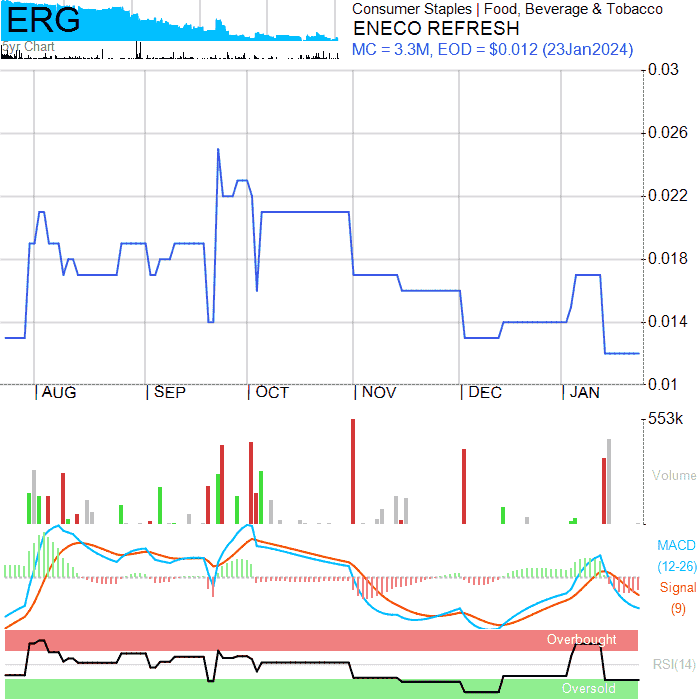 ERG
5yr Chart
Consumer Staples | Food, Beverage & Tobacco
ENECO REFRESH
MC = 3.3M, EOD = $0.012 (23Jan2024)
0.03
0.026
0.022
0.018
0.014
0.01
| AUG | SEP | OCT | NOV | DEC | JAN
553k
Volume
MACD
(12-26)
Signal
(9)
Overbought
RSI(14)
Oversold